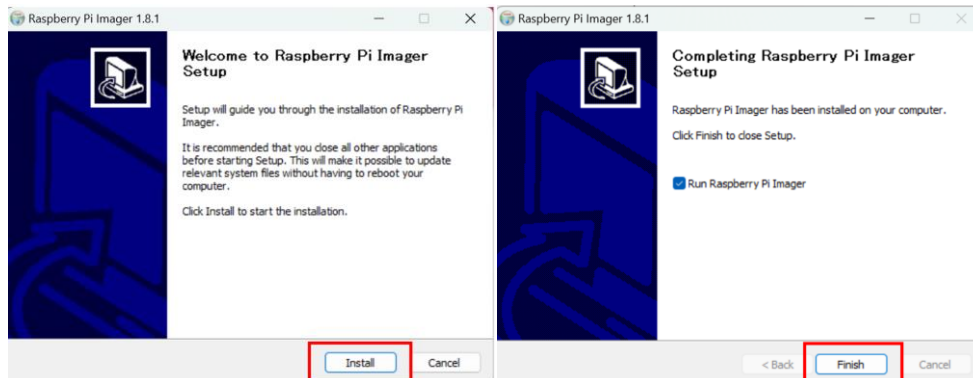 Raspberry Pi Imager 1.8.1
Welcome to Raspberry Pi Imager
Setup
Setup will guide you through the installation of Raspberry Pi
Imager.
It is recommended that you close all other applications
before starting Setup. This will make it possible to update
relevant system files without having to reboot your
computer.
Click Install to start the installation.
Install
Cancel
Raspberry Pi Imager 1.8.1
Completing Raspberry Pi Imager
Setup
Raspberry Pi Imager has been installed on your computer.
Click Finish to close Setup.
Run Raspberry Pi Imager
< Back
Finish
Cancel